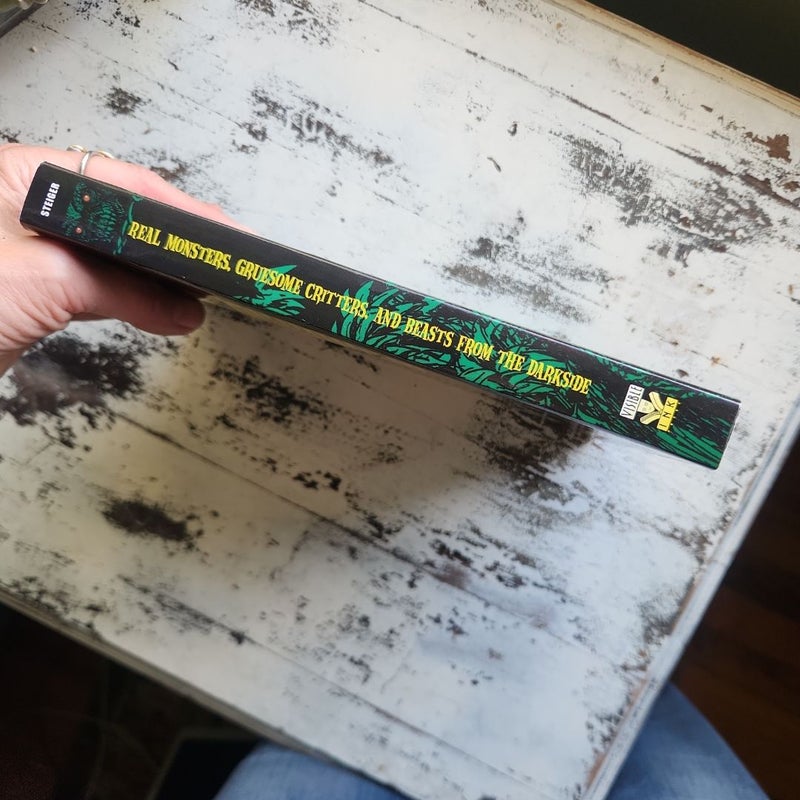 STEIGER
REAL MONSTERS, GRUESOME CRITTERS, AND BEASTS FROM THE DARKSIDE
VISIBLE
INK